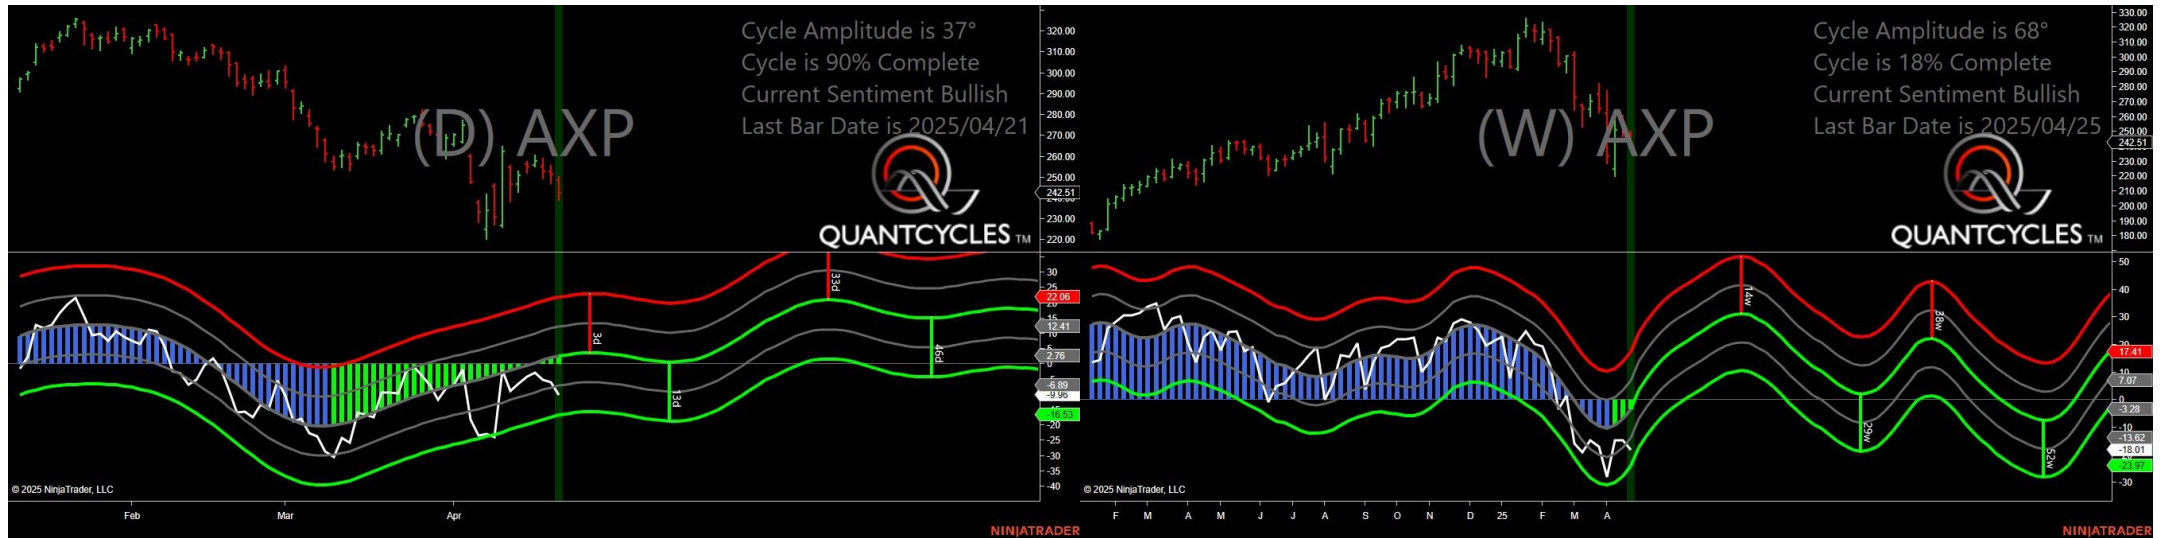 Cycle Amplitude is 37°
Cycle is 90% Complete
Current Sentiment Bullish
Last Bar Date is 2025/04/21
(D) AXP
QUANTCYCLES TM
320.00
310.00
300.00
290.00
280.00
270.00
260.00
250.00
242.51
230.00
220.00
30
25
22.06
15
12.41
2.76
-6.89
-9.96
-16.53
-20
-25
-30
-35
-40
3d
13d
33d
46d
© 2025 NinjaTrader, LLC
Feb Mar Apr
NINJATRADER
Cycle Amplitude is 68°
Cycle is 18% Complete
Current Sentiment Bullish
Last Bar Date is 2025/04/25
(W) AXP
QUANTCYCLES TM
330.00
320.00
310.00
300.00
290.00
280.00
270.00
260.00
250.00
242.51
230.00
220.00
210.00
200.00
190.00
180.00
50
40
30
20
17.41
10
7.07
0
-3.28
-10
-13.62
-18.01
-23.97
-30
14w
29w
38w
52w
© 2025 NinjaTrader, LLC
F M A M J J A S O N D 25 F M A
NINJATRADER